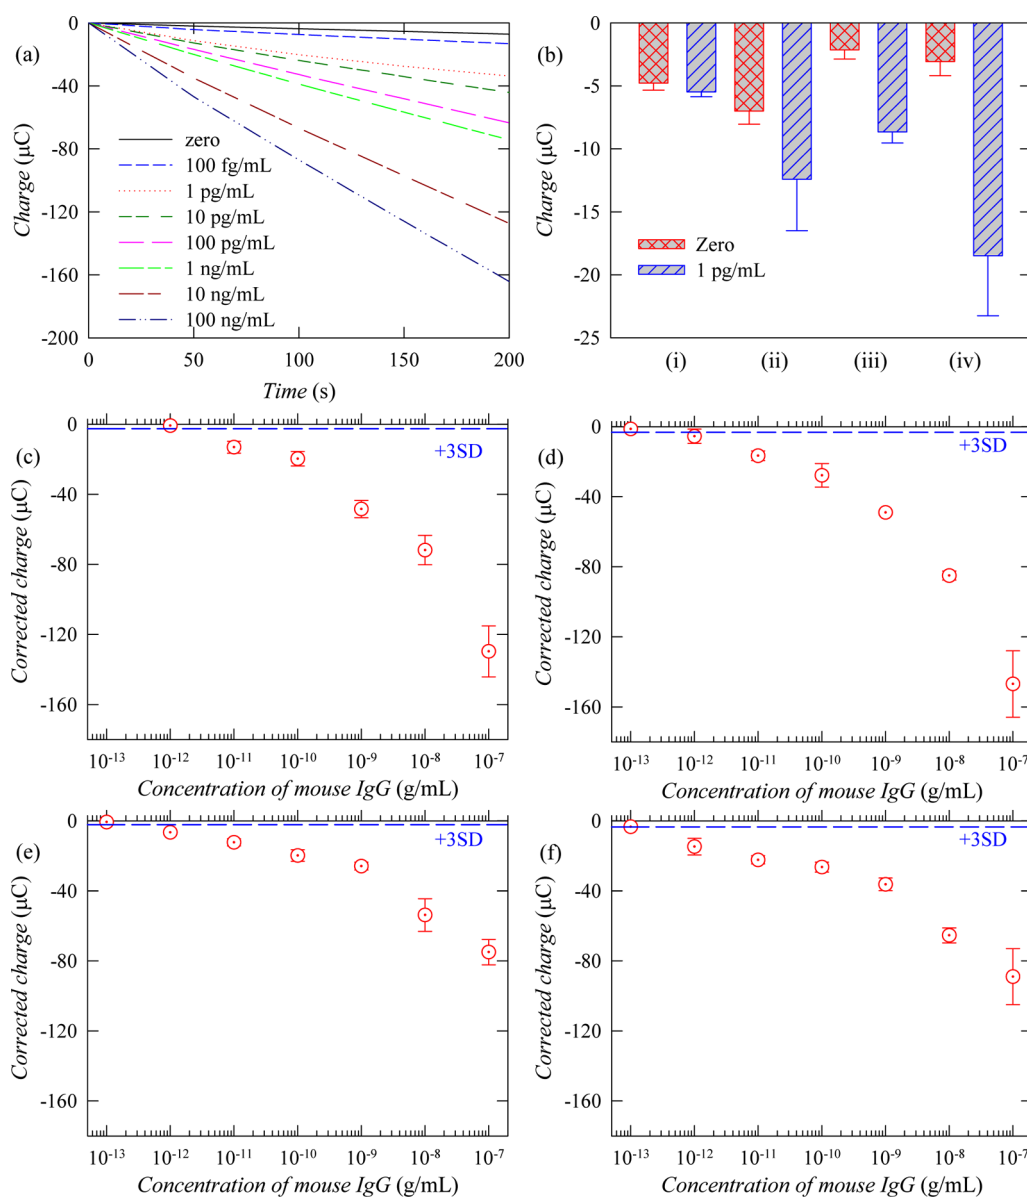 (a)
0
-40
-80
-120
-160
-200
Charge (μC)
zero
100 fg/mL
1 pg/mL
10 pg/mL
100 pg/mL
1 ng/mL
10 ng/mL
100 ng/mL
0 50 100 150 200
Time (s)
(b)
0
-5
-10
-15
-20
-25
Charge (μC)
Zero
1 pg/mL
(i) (ii) (iii) (iv)
(c)
0
-40
-80
-120
-160
Corrected charge (μC)
+3SD
10⁻¹³ 10⁻¹² 10⁻¹¹ 10⁻¹⁰ 10⁻⁹ 10⁻⁸ 10⁻⁷
Concentration of mouse IgG (g/mL)
(d)
0
-40
-80
-120
-160
Corrected charge (μC)
+3SD
10⁻¹³ 10⁻¹² 10⁻¹¹ 10⁻¹⁰ 10⁻⁹ 10⁻⁸ 10⁻⁷
Concentration of mouse IgG (g/mL)
(e)
0
-40
-80
-120
-160
Corrected charge (μC)
+3SD
10⁻¹³ 10⁻¹² 10⁻¹¹ 10⁻¹⁰ 10⁻⁹ 10⁻⁸ 10⁻⁷
Concentration of mouse IgG (g/mL)
(f)
0
-40
-80
-120
-160
Corrected charge (μC)
+3SD
10⁻¹³ 10⁻¹² 10⁻¹¹ 10⁻¹⁰ 10⁻⁹ 10⁻⁸ 10⁻⁷
Concentration of mouse IgG (g/mL)